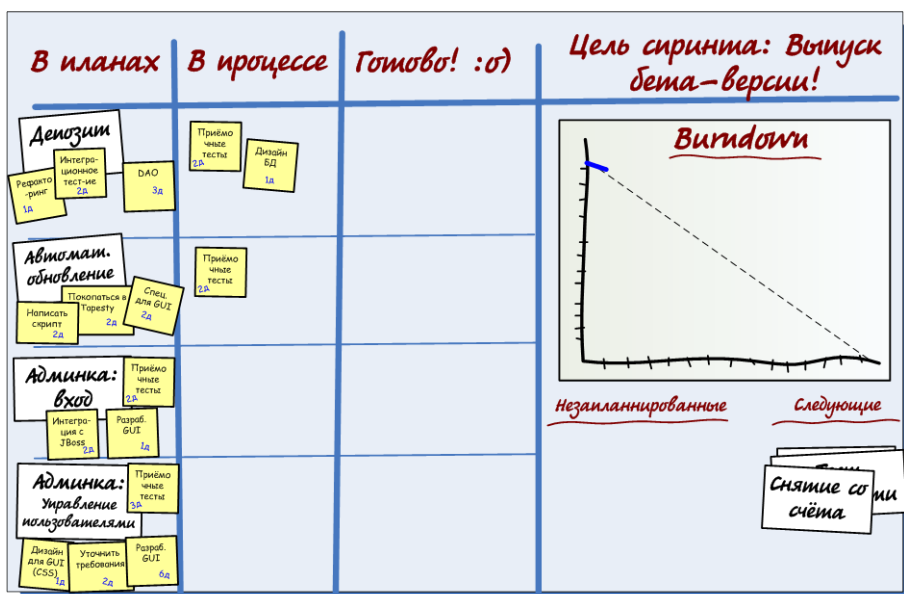 В планах
В процессе
Готово! :о)
Цель спринта: Выпуск
бета-версии!
Депозит
Рефакто
-ринг
1д
Интегра-
ционное
тест-ие
2д
DAO
3д
Приёмо
чные
тесты
2д
Дизайн
БД
1д
Burndown
Автомат.
обновление
Написать
скрипт
2д
Покопаться в
Tapesty
2д
Спец.
для GUI
2д
Приёмо
чные
тесты
2д
Админка:
вход
Приёмо
чные
тесты
2д
Интегра-
ция с
JBoss
2д
Разраб.
GUI
1д
Незапланнированные
Следующие
Снятие со
счёта
Админка:
Управление
пользователями
Приёмо
чные
тесты
3д
Дизайн
для GUI
(CSS)
1д
Уточнить
требования
2д
Разраб.
GUI
6д